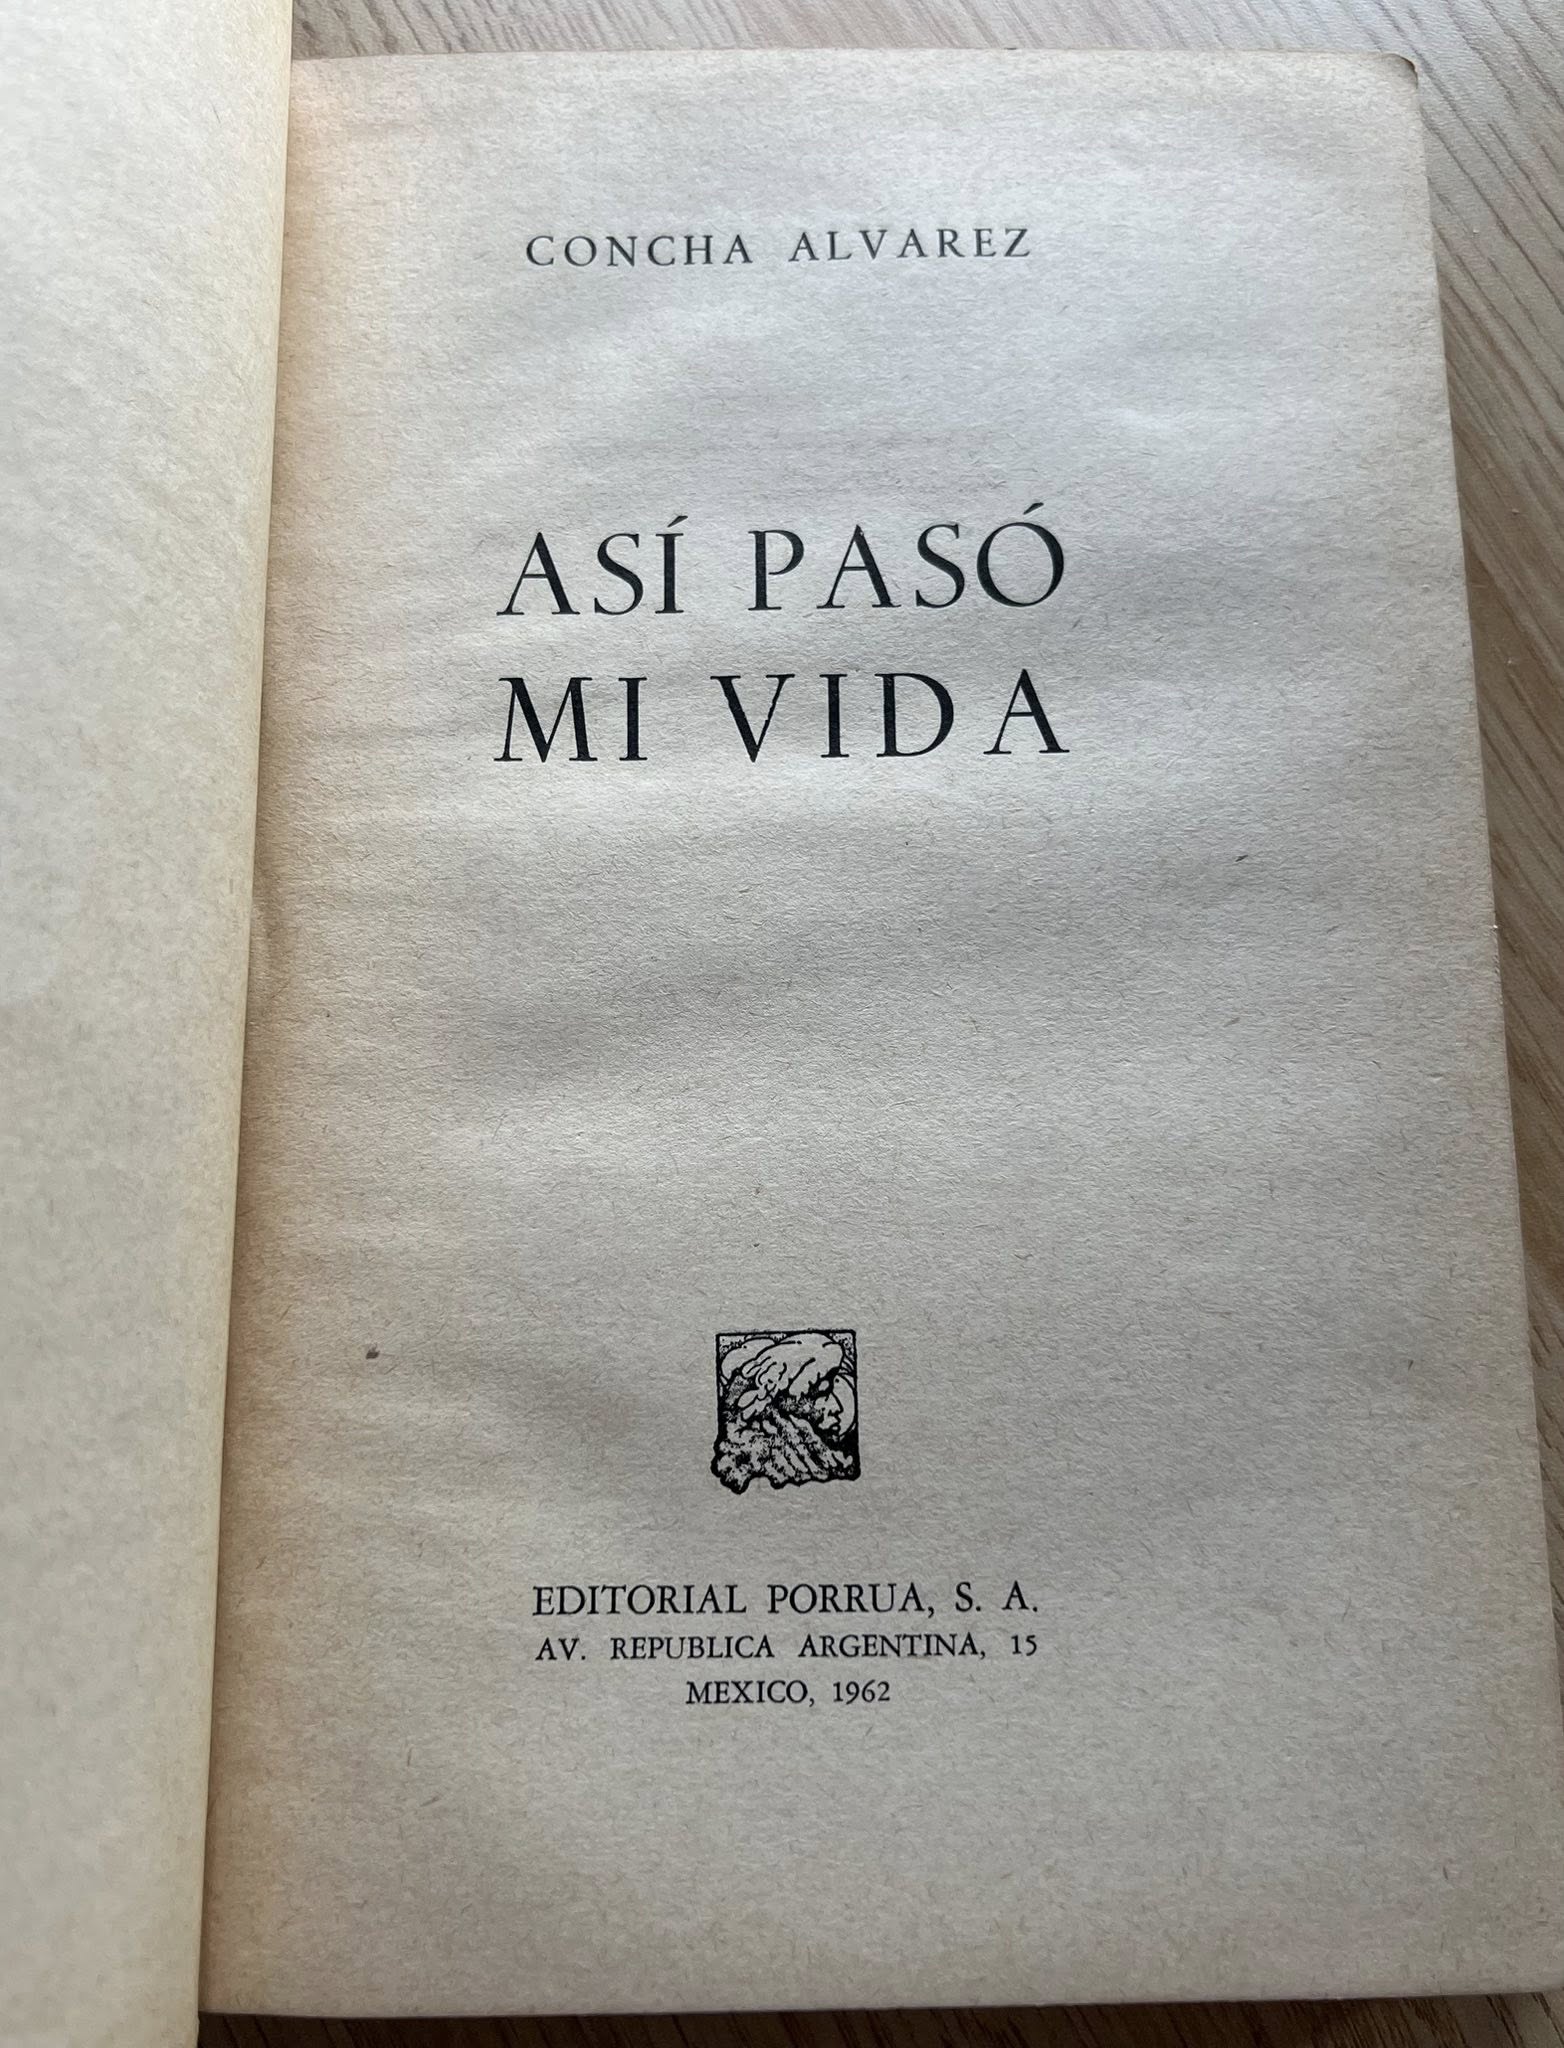 CONCHA ALVAREZ
ASÍ PASÓ
MI VIDA
EDITORIAL PORRUA, S. A.
AV. REPUBLICA ARGENTINA, 15
MEXICO, 1962